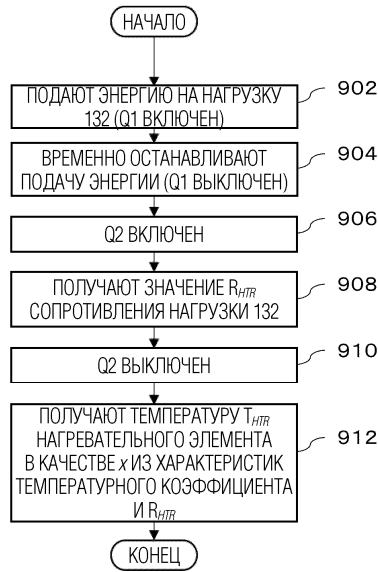 НАЧАЛО
ПОДАЮТ ЭНЕРГИЮ НА НАГРУЗКУ
132 (Q1 ВКЛЮЧЕН)
902
ВРЕМЕННО ОСТАНАВЛИВАЮТ
ПОДАЧУ ЭНЕРГИИ (Q1 ВЫКЛЮЧЕН)
904
Q2 ВКЛЮЧЕН
906
ПОЛУЧАЮТ ЗНАЧЕНИЕ RHTR
СОПРОТИВЛЕНИЯ НАГРУЗКИ 132
908
Q2 ВЫКЛЮЧЕН
910
ПОЛУЧАЮТ ТЕМПЕРАТУРУ THTR
НАГРЕВАТЕЛЬНОГО ЭЛЕМЕНТА
В КАЧЕСТВЕ x ИЗ ХАРАКТЕРИСТИК
ТЕМПЕРАТУРНОГО КОЭФФИЦИЕНТА
И RHTR
912
КОНЕЦ